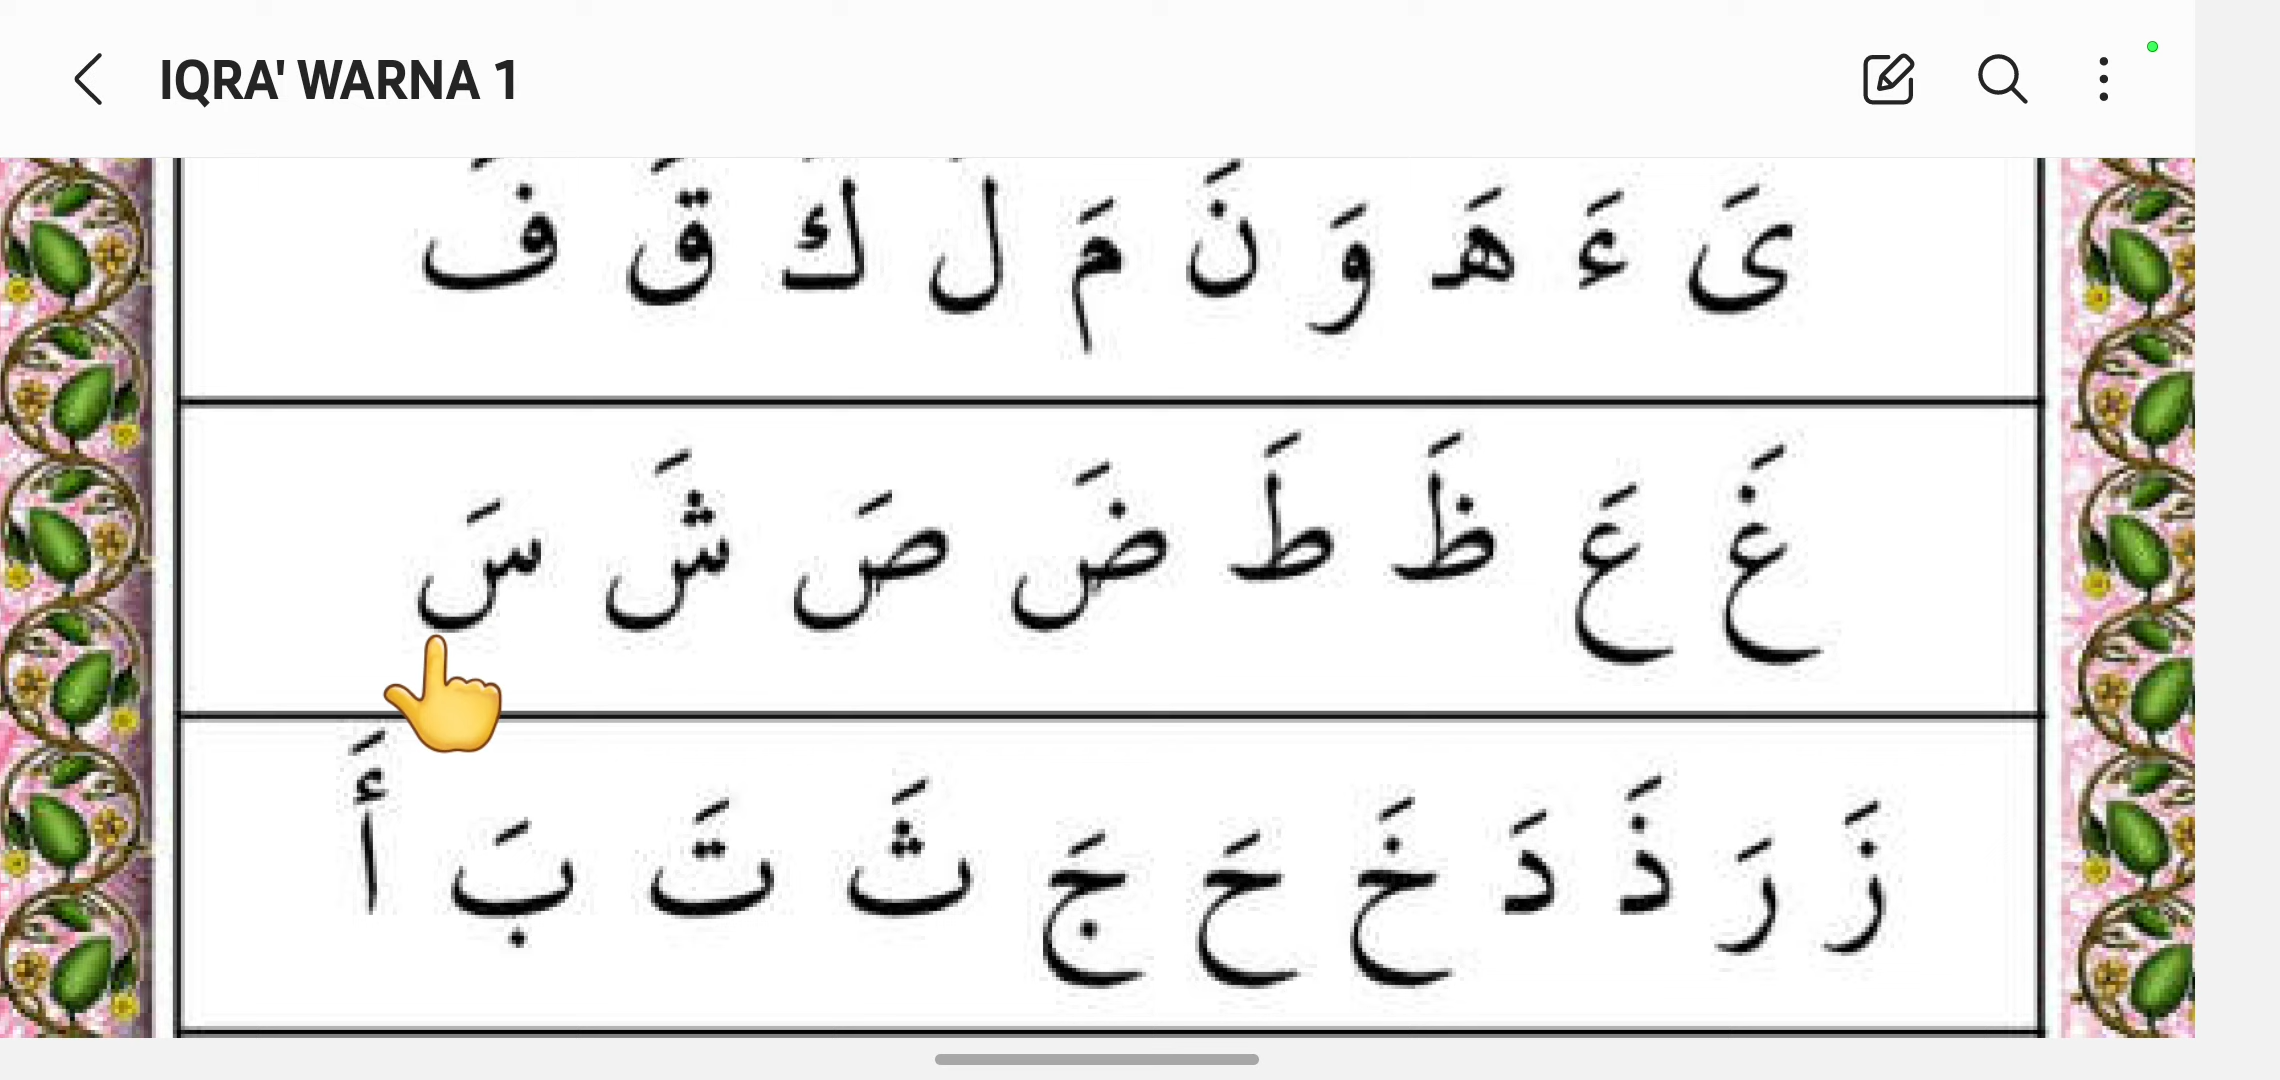 IQRA' WARNA 1
ىَ ءَ هَ وَ نَ مَ لَ كَ قَ فَ
غَ عَ ظَ طَ ضَ صَ شَ سَ
زَ رَ ذَ دَ خَ حَ جَ ثَ تَ بَ أَ